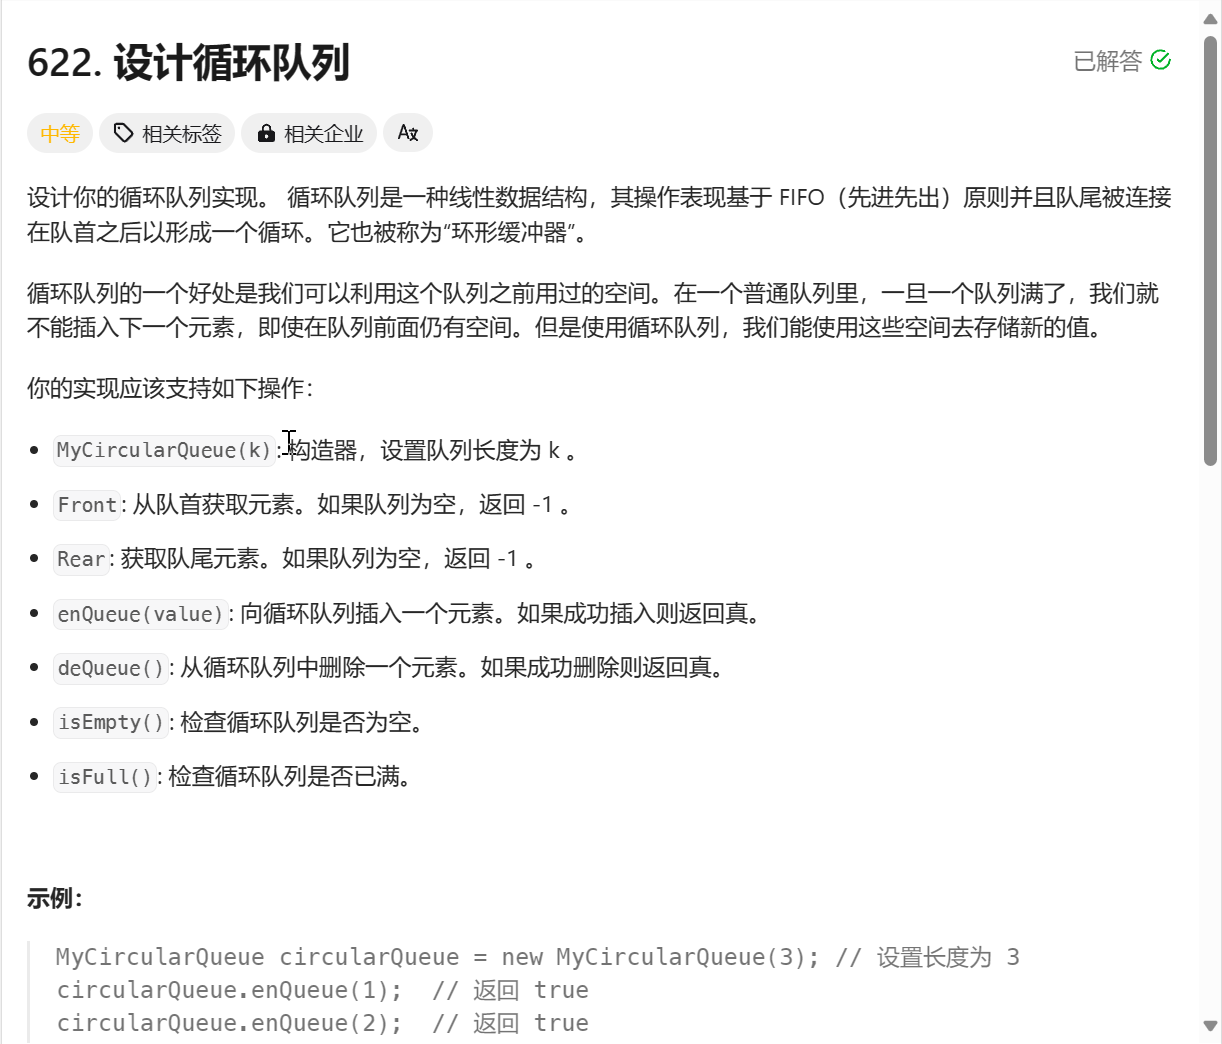 622. 设计循环队列
已解答
中等
相关标签
相关企业
设计你的循环队列实现。 循环队列是一种线性数据结构，其操作表现基于 FIFO（先进先出）原则并且队尾被连接
在队首之后以形成一个循环。它也被称为“环形缓冲器”。
循环队列的一个好处是我们可以利用这个队列之前用过的空间。在一个普通队列里，一旦一个队列满了，我们就
不能插入下一个元素，即使在队列前面仍有空间。但是使用循环队列，我们能使用这些空间去存储新的值。
你的实现应该支持如下操作：
MyCircularQueue(k): 构造器，设置队列长度为 k 。
Front: 从队首获取元素。如果队列为空，返回 -1 。
Rear: 获取队尾元素。如果队列为空，返回 -1 。
enQueue(value): 向循环队列插入一个元素。如果成功插入则返回真。
deQueue(): 从循环队列中删除一个元素。如果成功删除则返回真。
isEmpty(): 检查循环队列是否为空。
isFull(): 检查循环队列是否已满。
示例：
MyCircularQueue circularQueue = new MyCircularQueue(3); // 设置长度为 3
circularQueue.enQueue(1);  // 返回 true
circularQueue.enQueue(2);  // 返回 true